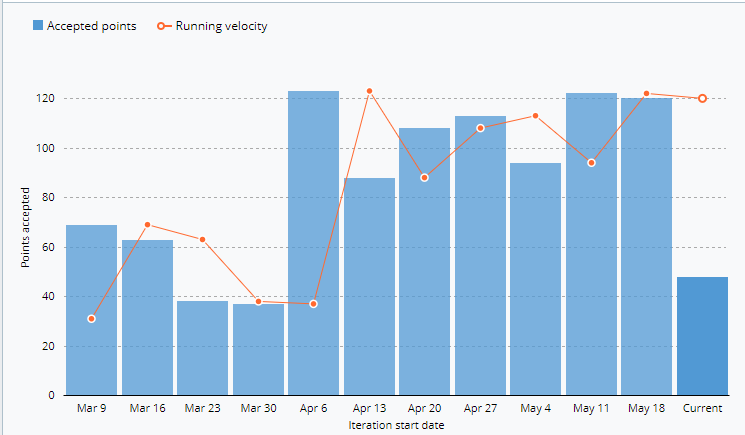 Accepted points Running velocity
120
100
80
60
40
20
0
Points accepted
Mar 9 Mar 16 Mar 23 Mar 30 Apr 6 Apr 13 Apr 20 Apr 27 May 4 May 11 May 18 Current
Iteration start date